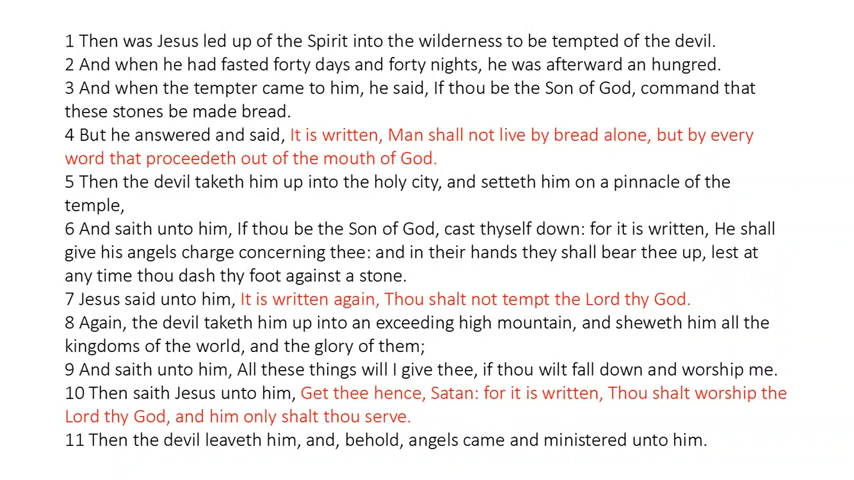 1 Then was Jesus led up of the Spirit into the wilderness to be tempted of the devil.
2 And when he had fasted forty days and forty nights, he was afterward an hungred.
3 And when the tempter came to him, he said, If thou be the Son of God, command that
these stones be made bread.
4 But he answered and said, It is written, Man shall not live by bread alone, but by every
word that proceedeth out of the mouth of God.
5 Then the devil taketh him up into the holy city, and setteth him on a pinnacle of the
temple,
6 And saith unto him, If thou be the Son of God, cast thyself down: for it is written, He shall
give his angels charge concerning thee: and in their hands they shall bear thee up, lest at
any time thou dash thy foot against a stone.
7 Jesus said unto him, It is written again, Thou shalt not tempt the Lord thy God.
8 Again, the devil taketh him up into an exceeding high mountain, and sheweth him all the
kingdoms of the world, and the glory of them;
9 And saith unto him, All these things will I give thee, if thou wilt fall down and worship me.
10 Then saith Jesus unto him, Get thee hence, Satan: for it is written, Thou shalt worship the
Lord thy God, and him only shalt thou serve.
11 Then the devil leaveth him, and, behold, angels came and ministered unto him.